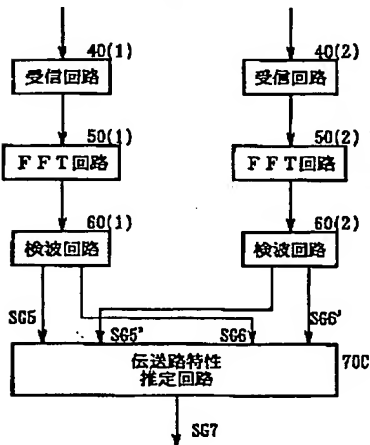 40(1) 40(2)
受信回路 受信回路
50(1) 50(2)
FFT回路 FFT回路
60(1) 60(2)
検波回路 検波回路
SG5 SG5' SG6 SG6'
伝送路特性
推定回路
70C
SG7